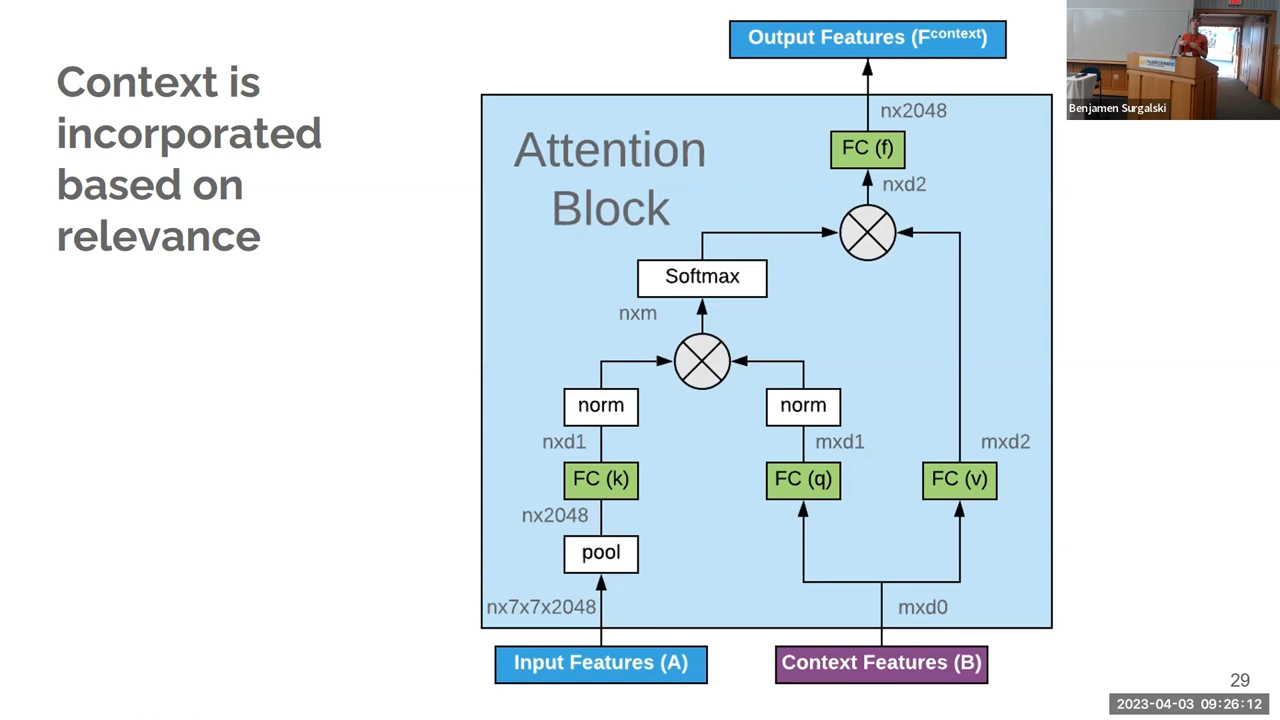 Context is
incorporated
based on
relevance
Output Features (Fcontext)
Attention
Block
nx2048
FC (f)
nxd2
Softmax
nxm
norm
norm
nxd1
mxd1
mxd2
FC (k)
FC (q)
FC (v)
nx2048
pool
nx7x7x2048
mxd0
Input Features (A)
Context Features (B)
29
Benjamen Surgalski
2023-04-03 09:26:12